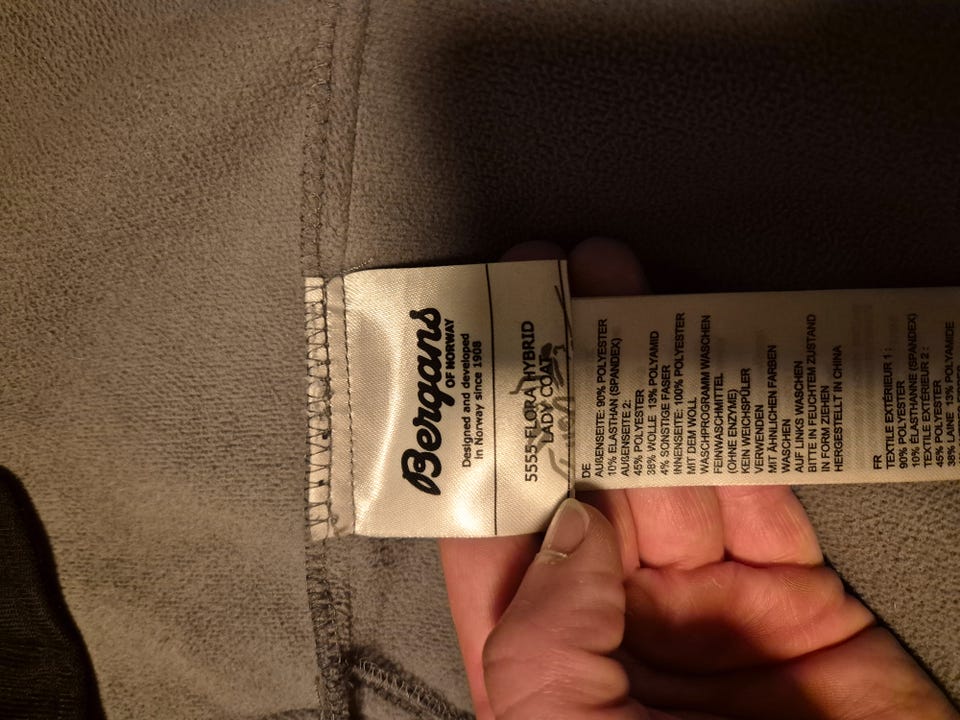 Bergans
OF NORWAY
Designed and developed
in Norway since 1908
5555 FLORA HYBRID
LADY COAT
DE
AUßENSEITE: 90% POLYESTER
10% ELASTHAN (SPANDEX)
AUßENSEITE 2:
45% POLYESTER
38% WOLLE 13% POLYAMID
4% SONSTIGE FASER
INNENSEITE: 100% POLYESTER
MIT DEM WOLL
WASCHPROGRAMM WASCHEN
FEINWASCHMITTEL
(OHNE ENZYME)
KEIN WEICHSPÜLER
VERWENDEN
MIT ÄHNLICHEN FARBEN
WASCHEN
AUF LINKS WASCHEN
BITTE IN FEUCHTEM ZUSTAND
IN FORM ZIEHEN
HERGESTELLT IN CHINA
FR
TEXTILE EXTÉRIEUR 1 :
90% POLYESTER
10% ÉLASTHANNE (SPANDEX)
TEXTILE EXTÉRIEUR 2 :
45% POLYESTER
38% LAINE 13% POLYAMIDE